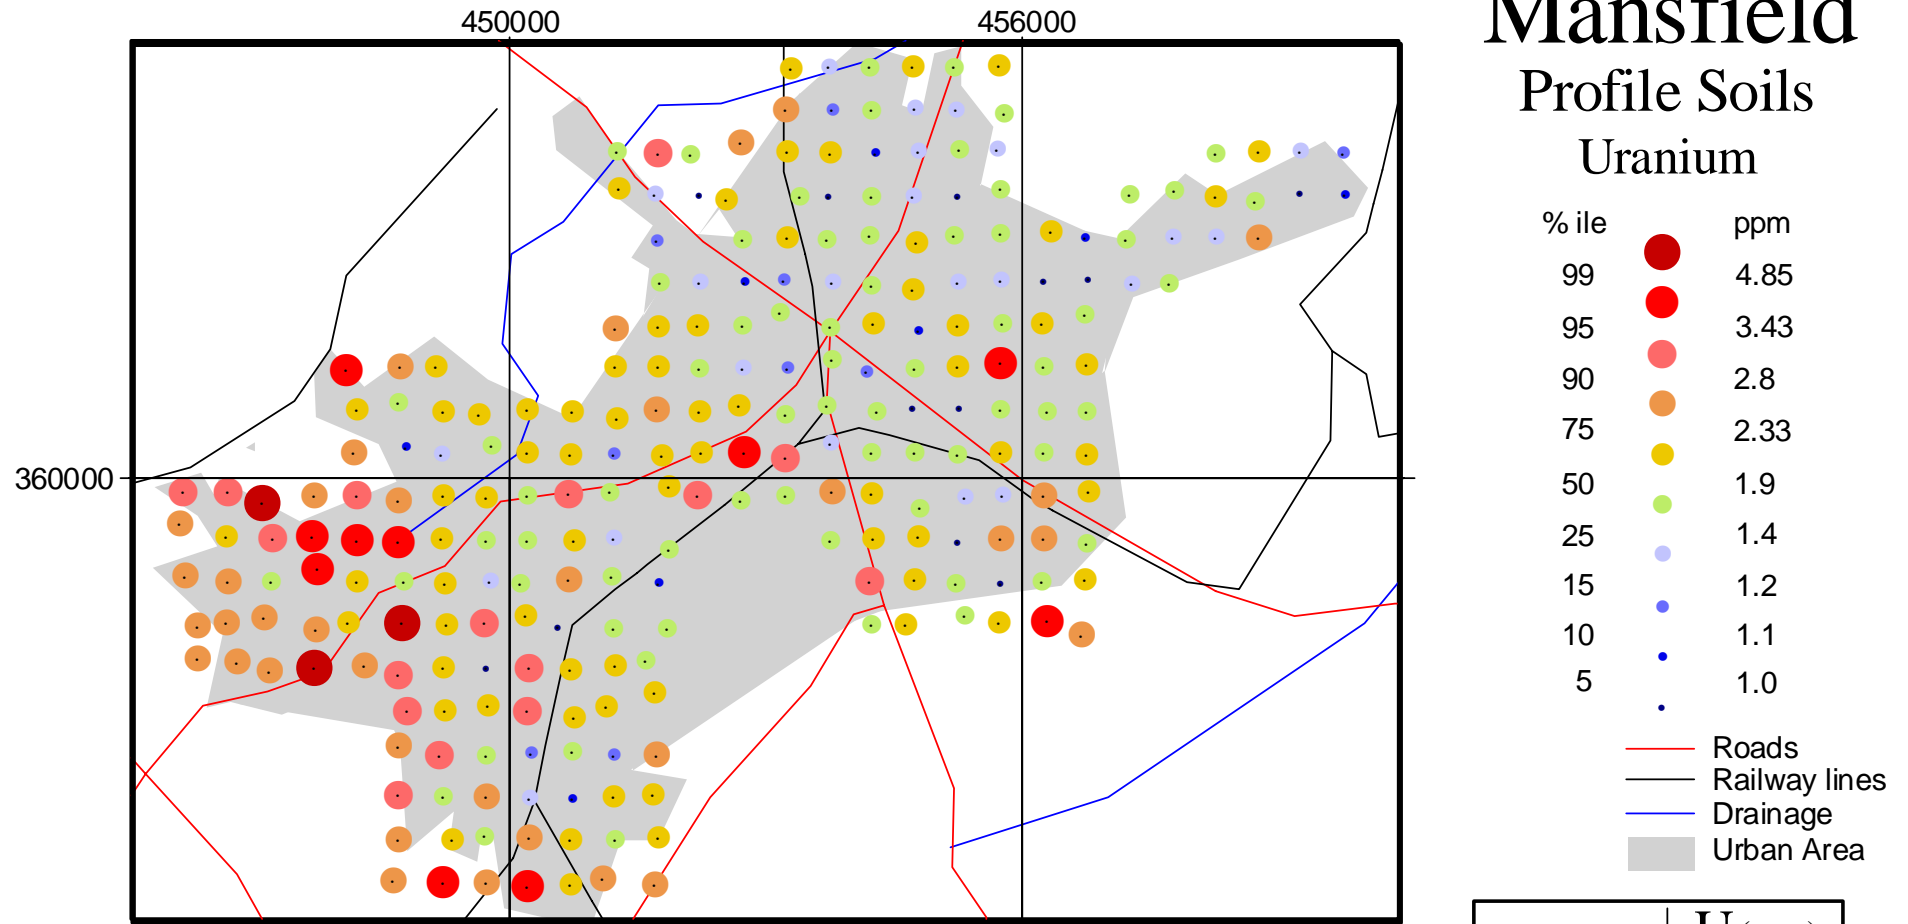 450000 456000
360000
Mansfield
Profile Soils
Uranium
% ile ppm
99 4.85
95 3.43
90 2.8
75 2.33
50 1.9
25 1.4
15 1.2
10 1.1
5 1.0
Roads
Railway lines
Drainage
Urban Area